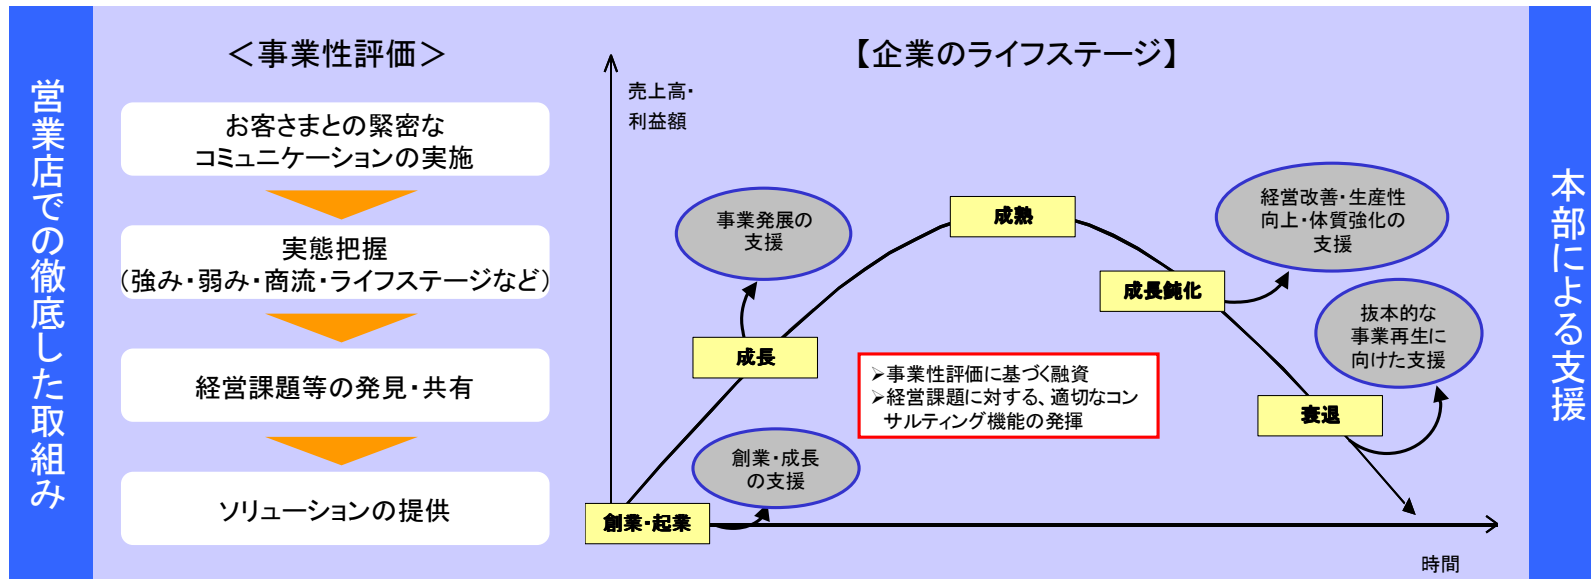 営業店での徹底した取組み
＜事業性評価＞
お客さまとの緊密な
コミュニケーションの実施
実態把握
（強み・弱み・商流・ライフステージなど）
経営課題等の発見・共有
ソリューションの提供
【企業のライフステージ】
売上高・
利益額
事業発展の
支援
成熟
経営改善・生産性
向上・体質強化の
支援
成長鈍化
抜本的な
事業再生に
向けた支援
成長
➢事業性評価に基づく融資
➢経営課題に対する、適切なコン
サルティング機能の発揮
衰退
創業・成長
の支援
創業・起業
時間
本部による支援